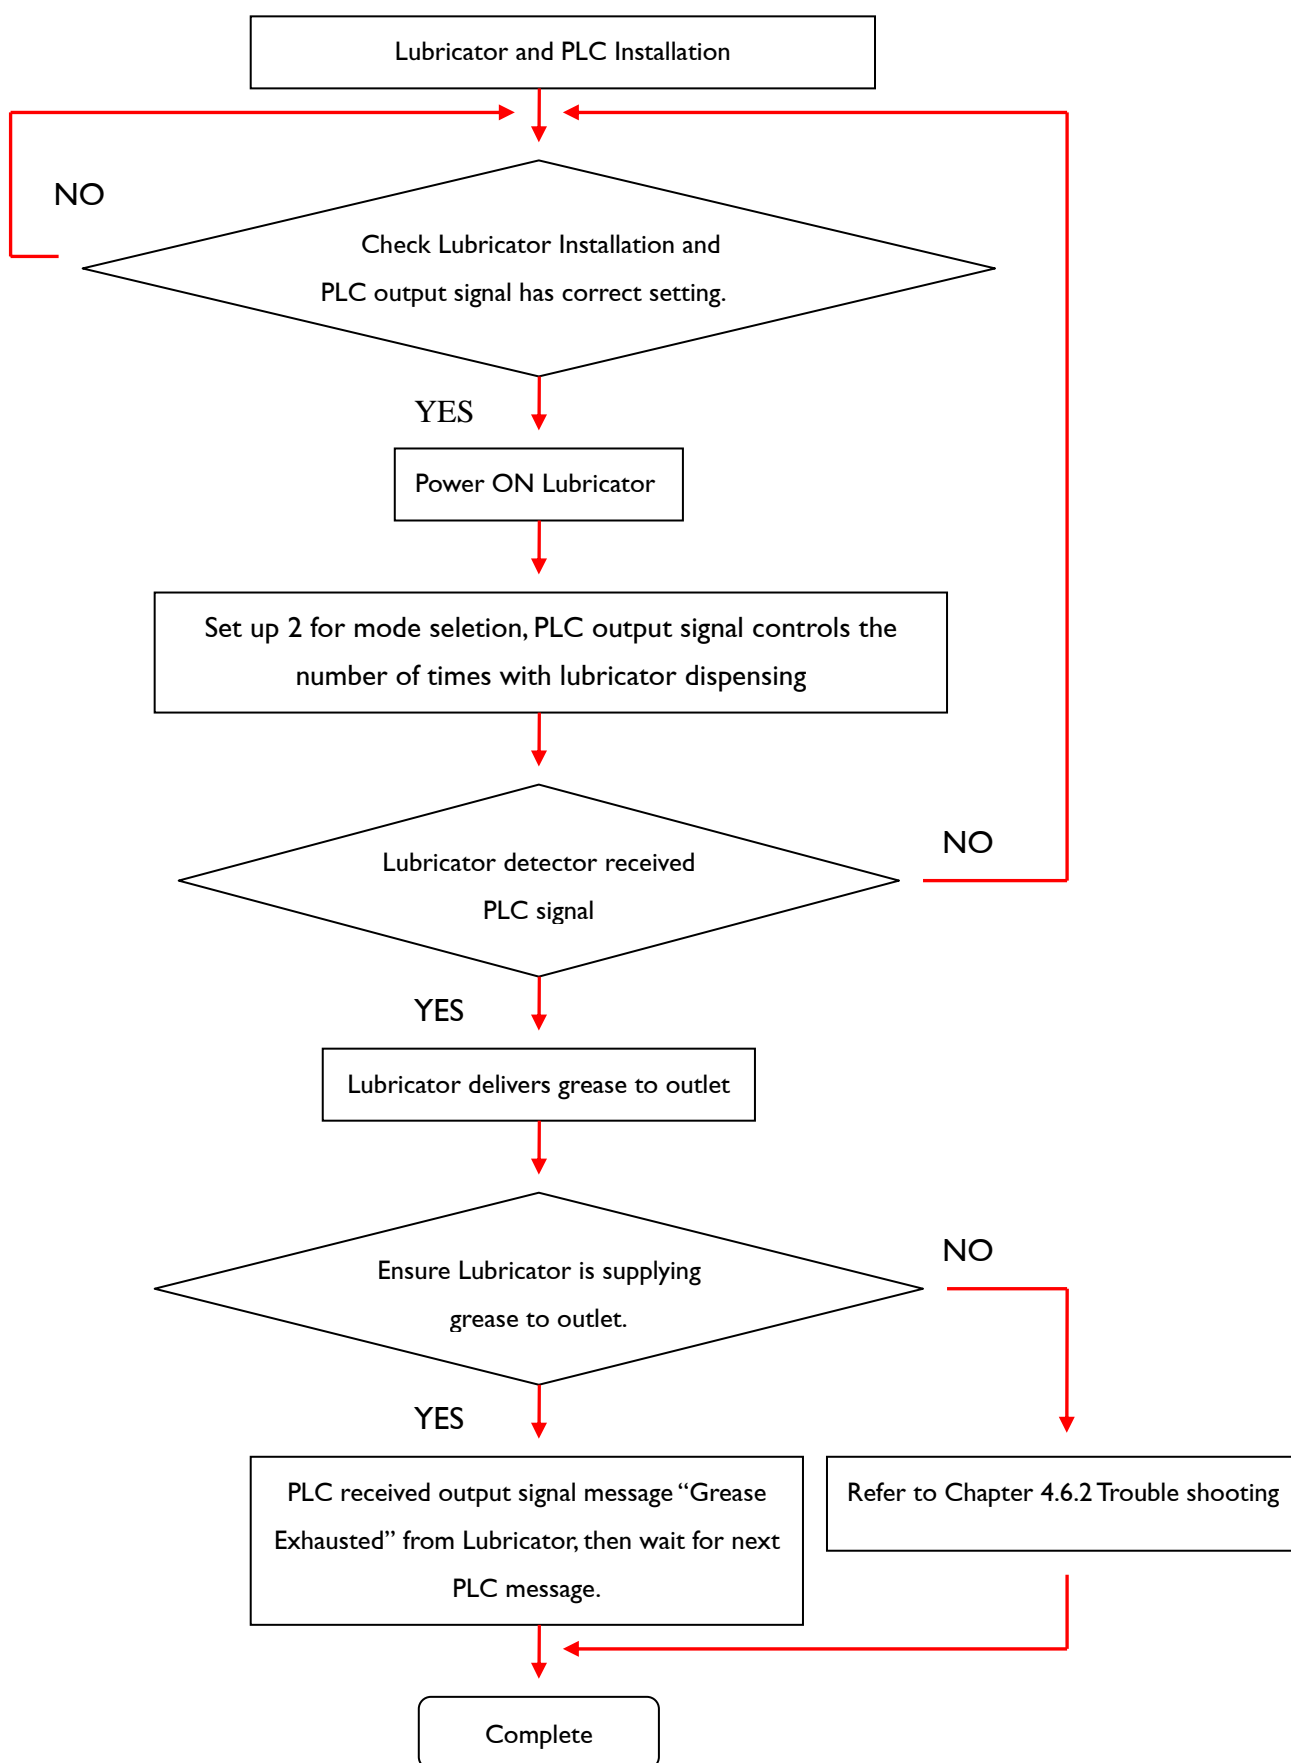 Lubricator and PLC Installation
NO
Check Lubricator Installation and
PLC output signal has correct setting.
YES
Power ON Lubricator
Set up 2 for mode seletion, PLC output signal controls the
number of times with lubricator dispensing
NO
Lubricator detector received
PLC signal
YES
Lubricator delivers grease to outlet
NO
Ensure Lubricator is supplying
grease to outlet.
YES
PLC received output signal message “Grease
Exhausted” from Lubricator, then wait for next
PLC message.
Refer to Chapter 4.6.2 Trouble shooting
Complete